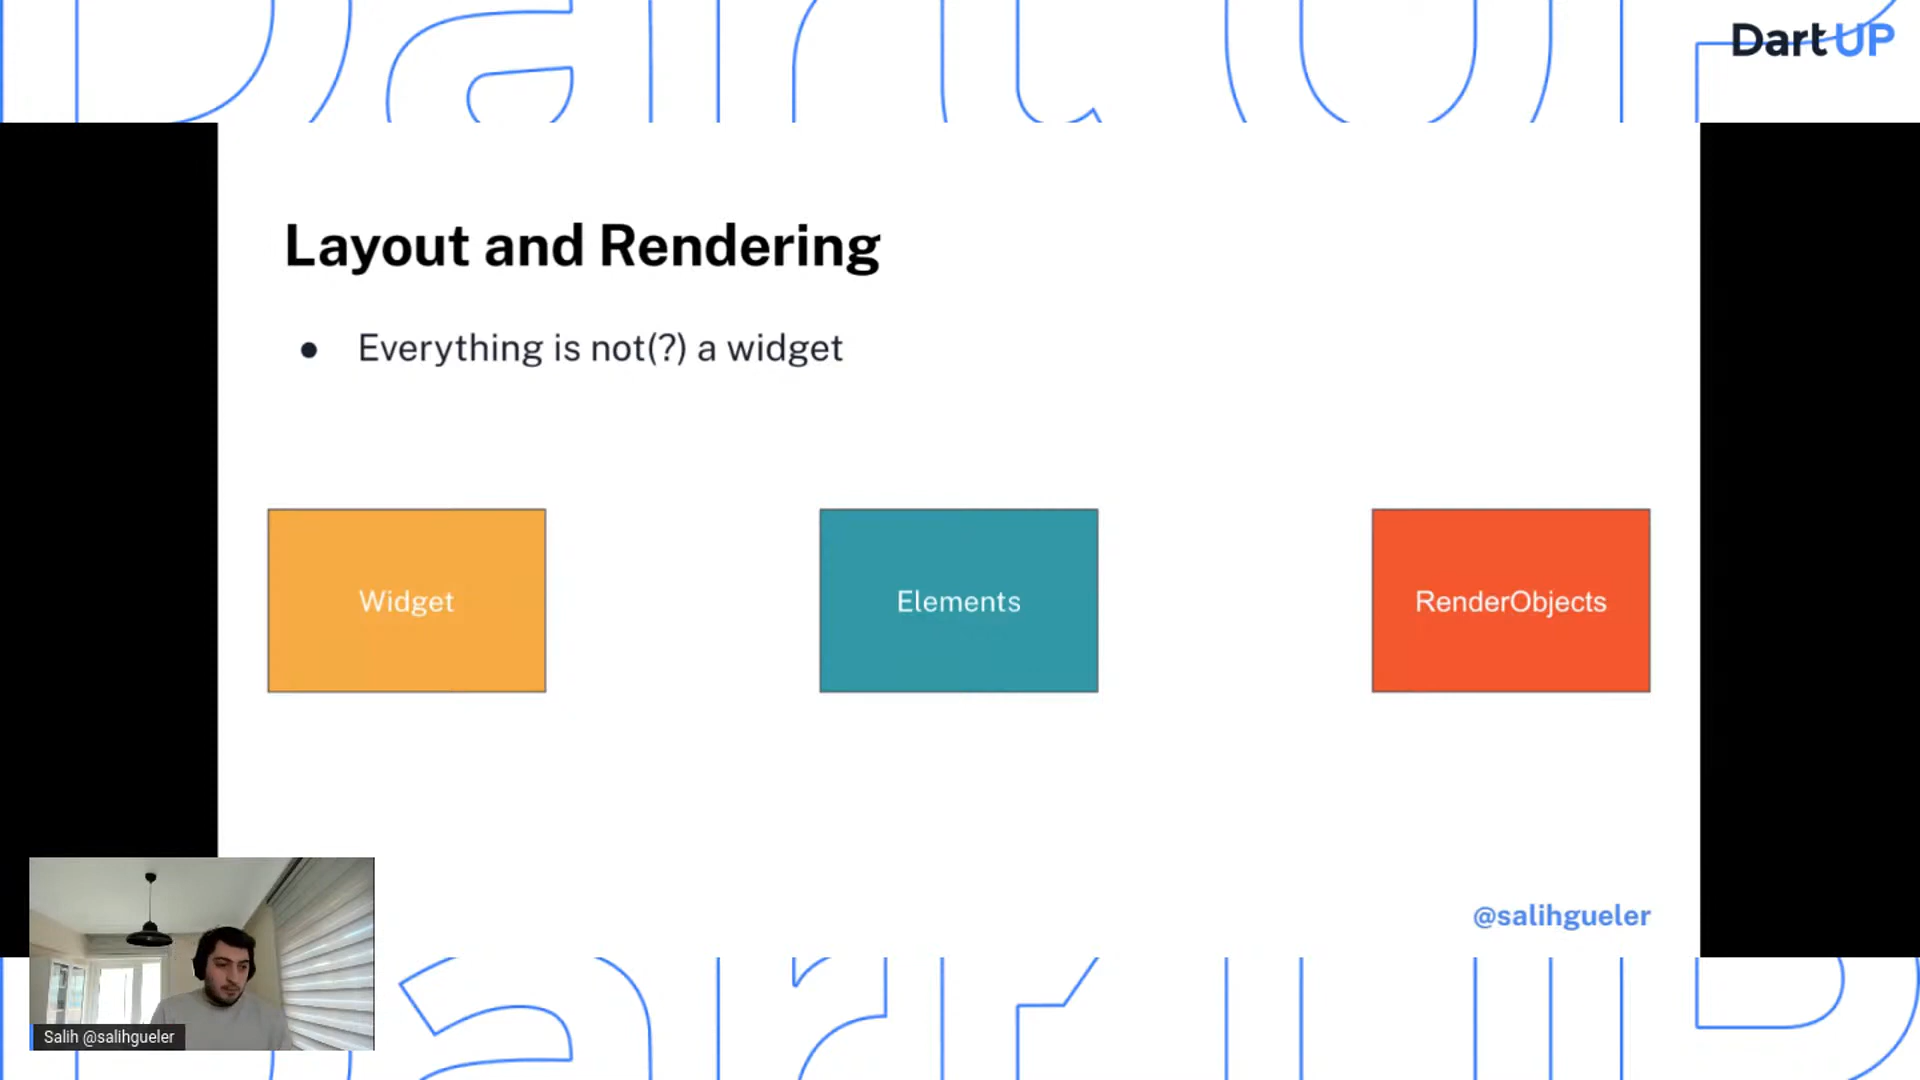 Dart UP
Layout and Rendering
● Everything is not(?) a widget
Widget
Elements
RenderObjects
@salihgueler
Salih @salihgueler